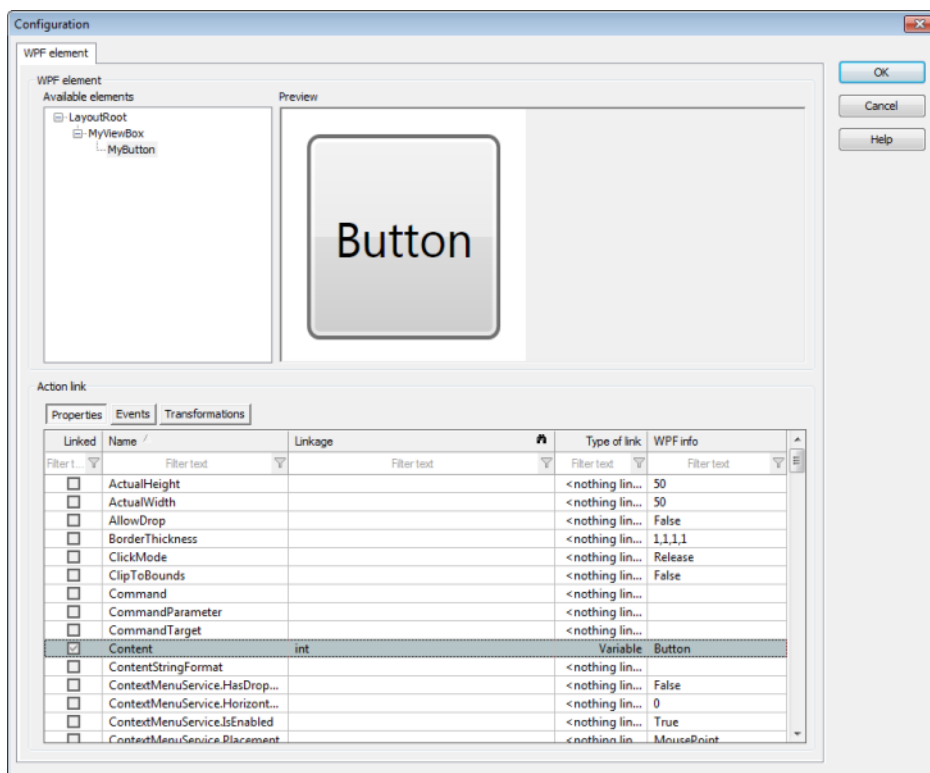 Configuration
WPF element
OK
Cancel
Help
WPF element
Available elements
Preview
LayoutRoot
MyViewBox
MyButton
Button
Action link
Properties Events Transformations
Linked Name Linkage Type of link WPF info
Filter t... Filter text Filter text Filter text Filter text
ActualHeight <nothing lin... 50
ActualWidth <nothing lin... 50
AllowDrop <nothing lin... False
BorderThickness <nothing lin... 1,1,1,1
ClickMode <nothing lin... Release
ClipToBounds <nothing lin... False
Command <nothing lin...
CommandParameter <nothing lin...
CommandTarget <nothing lin...
Content int Variable Button
ContentStringFormat <nothing lin...
ContextMenuService.HasDrop... <nothing lin... False
ContextMenuService.Horizont... <nothing lin... 0
ContextMenuService.IsEnabled <nothing lin... True
ContextMenuService.Placement <nothing lin... MousePoint